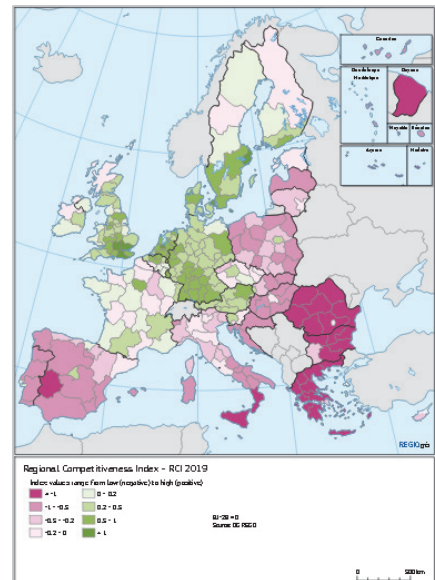 Canarias
Guadeloupe
Martinique
Guyane
Mayotte
Réunion
Açores
Madeira
REGIOgis
Regional Competitiveness Index - RCI 2019
Index values range from low (negative) to high (positive)
< -1
-1 - -0.5
-0.5 - -0.2
-0.2 - 0
0 - 0.2
0.2 - 0.5
0.5 - 1
> 1
EU-28 = 0
Source: DG REGIO
0 500 km